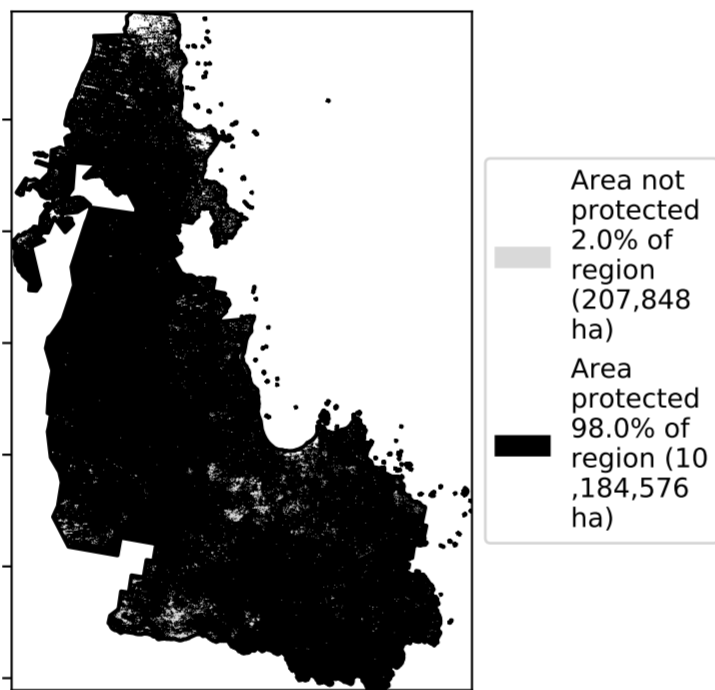 Area not
protected
2.0% of
region
(207,848
ha)
Area
protected
98.0% of
region (10
,184,576
ha)